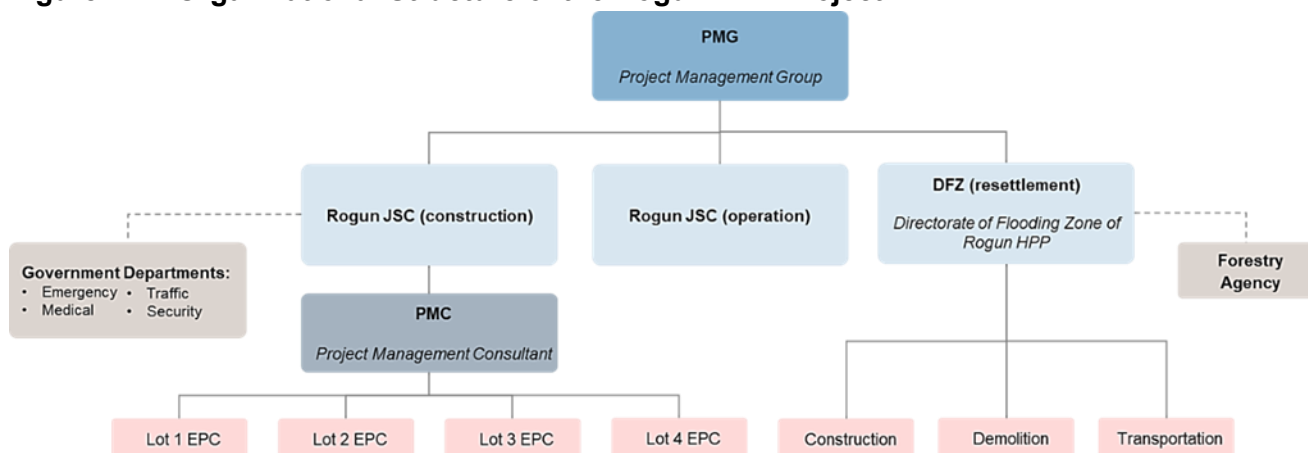 PMG
Project Management Group
Rogun JSC (construction)
Rogun JSC (operation)
DFZ (resettlement)
Directorate of Flooding Zone of
Rogun HPP
Government Departments:
• Emergency • Traffic
• Medical • Security
Forestry
Agency
PMC
Project Management Consultant
Lot 1 EPC
Lot 2 EPC
Lot 3 EPC
Lot 4 EPC
Construction
Demolition
Transportation